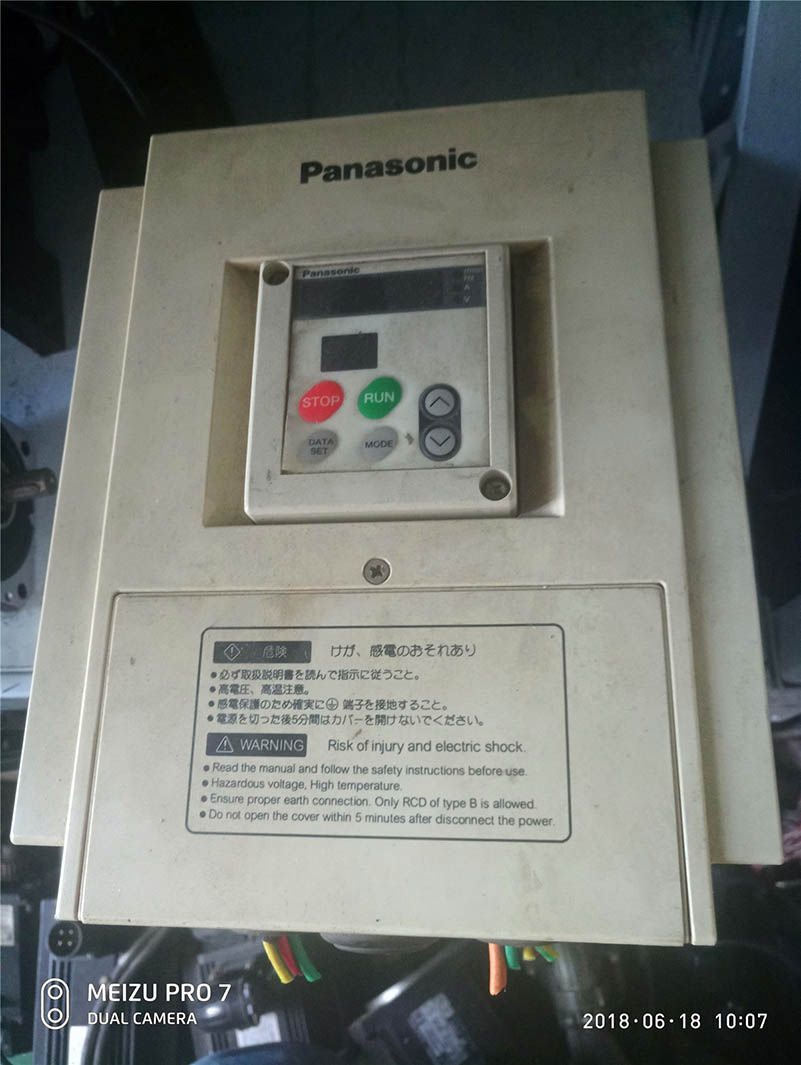 Panasonic
Panasonic
Hz
A
V
STOP
RUN
DATA SET
MODE
危険 けが、感電のおそれあり
●必ず取扱説明書を読んで指示に従うこと。
●高電圧、高温注意。
●感電保護のため確実に⏚端子を接地すること。
●電源を切った後5分間はカバーを開けないでください。
WARNING Risk of injury and electric shock.
●Read the manual and follow the safety instructions before use.
●Hazardous voltage, High temperature.
●Ensure proper earth connection. Only RCD of type B is allowed.
●Do not open the cover within 5 minutes after disconnect the power.
MEIZU PRO 7
DUAL CAMERA
2018·06·18 10:07